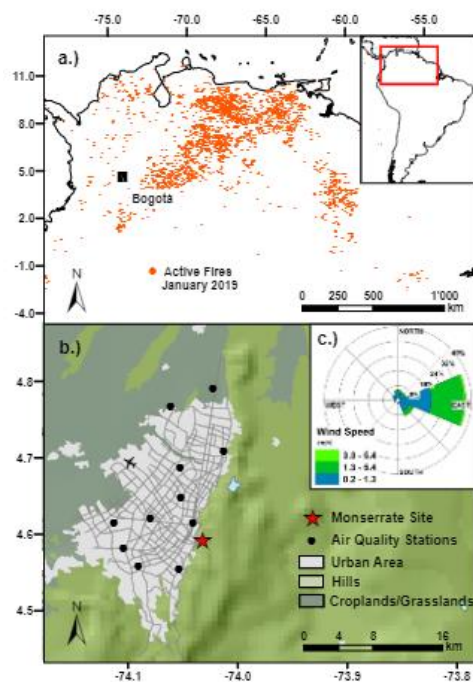 -75.0 -70.0 -65.0 -60.0 -55.0
a.)
11.0
8.0
5.0
2.0
-1.0
-4.0
Bogotá
N
Active Fires
January 2019
0 250 500 1'000
km
b.)
c.)
4.8
4.7
4.6
4.5
NORTH
WEST
EAST
SOUTH
Wind Speed
3.3 - 5.4
1.3 - 5.4
0.2 - 1.3
Monserrate Site
Air Quality Stations
Urban Area
Hills
Croplands/Grasslands
N
0 4 8 16
km
-74.1 -74.0 -73.9 -73.8